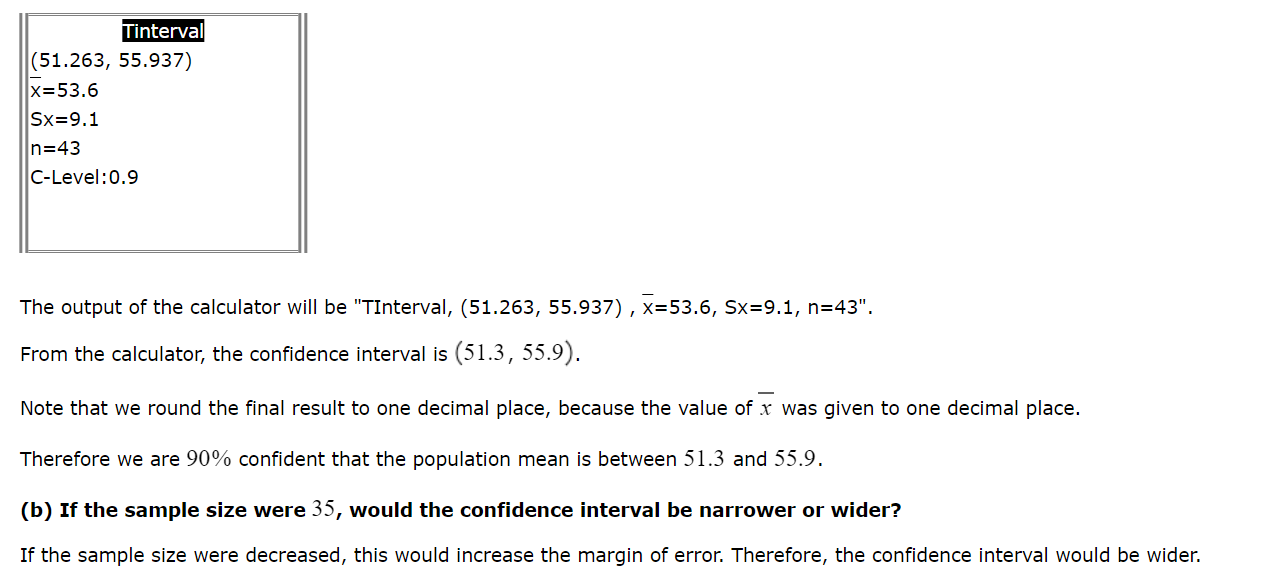 Tinterval
(51.263, 55.937)
x̅=53.6
Sx=9.1
n=43
C-Level:0.9
The output of the calculator will be "TInterval, (51.263, 55.937) , x̅=53.6, Sx=9.1, n=43".
From the calculator, the confidence interval is (51.3, 55.9).
Note that we round the final result to one decimal place, because the value of x̅ was given to one decimal place.
Therefore we are 90% confident that the population mean is between 51.3 and 55.9.
(b) If the sample size were 35, would the confidence interval be narrower or wider?
If the sample size were decreased, this would increase the margin of error. Therefore, the confidence interval would be wider.